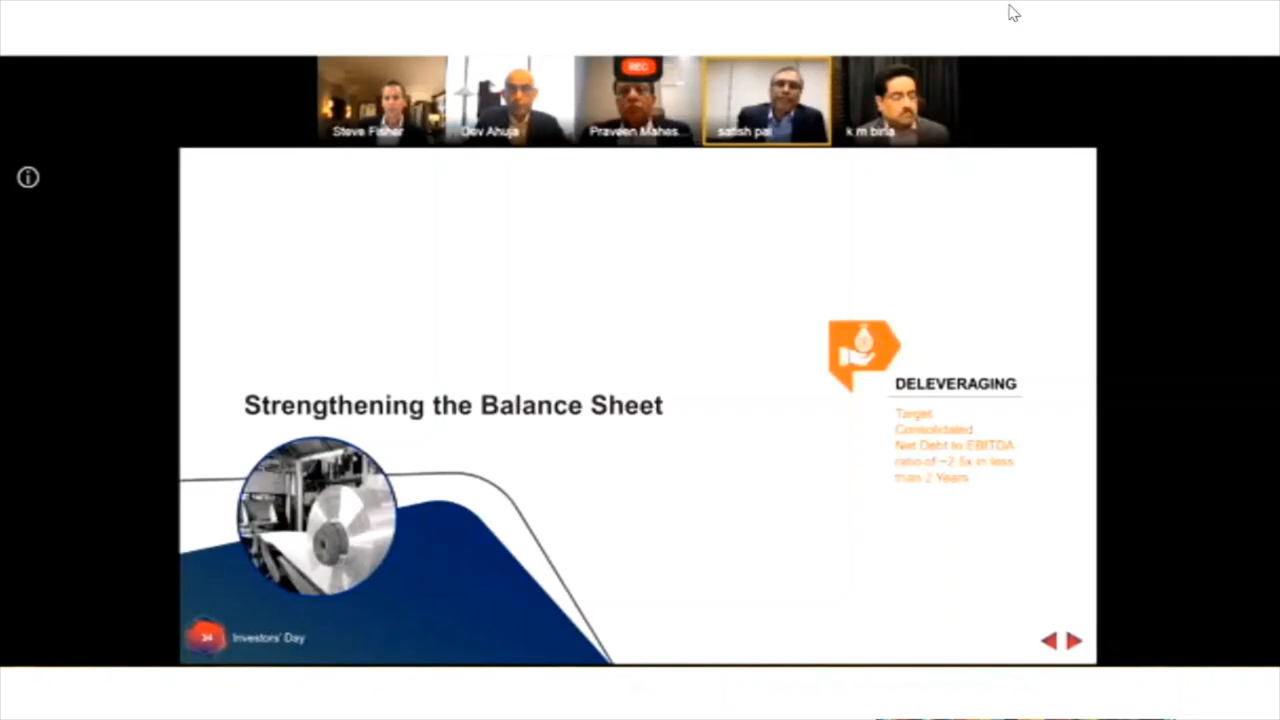 REC
Steve Fisher
Dev Ahuja
Praveen Mahes...
satish pai
k m birla
Strengthening the Balance Sheet
DELEVERAGING
Target
Consolidated
Net Debt to EBITDA
ratio of ~2.5x in less
than 2 Years
34
Investors' Day